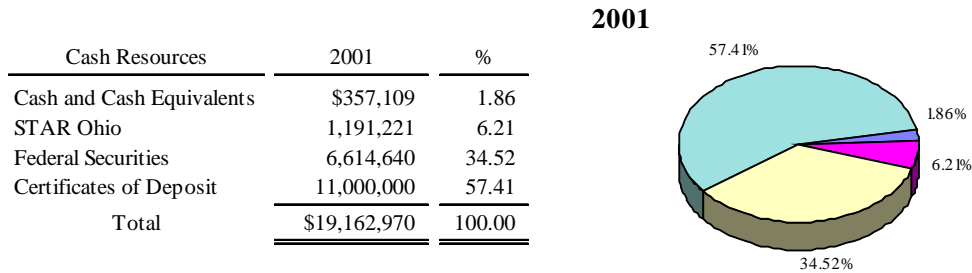 2001
Cash Resources 2001 %
Cash and Cash Equivalents $357,109 1.86
STAR Ohio 1,191,221 6.21
Federal Securities 6,614,640 34.52
Certificates of Deposit 11,000,000 57.41
Total $19,162,970 100.00
57.41%
1.86%
6.21%
34.52%